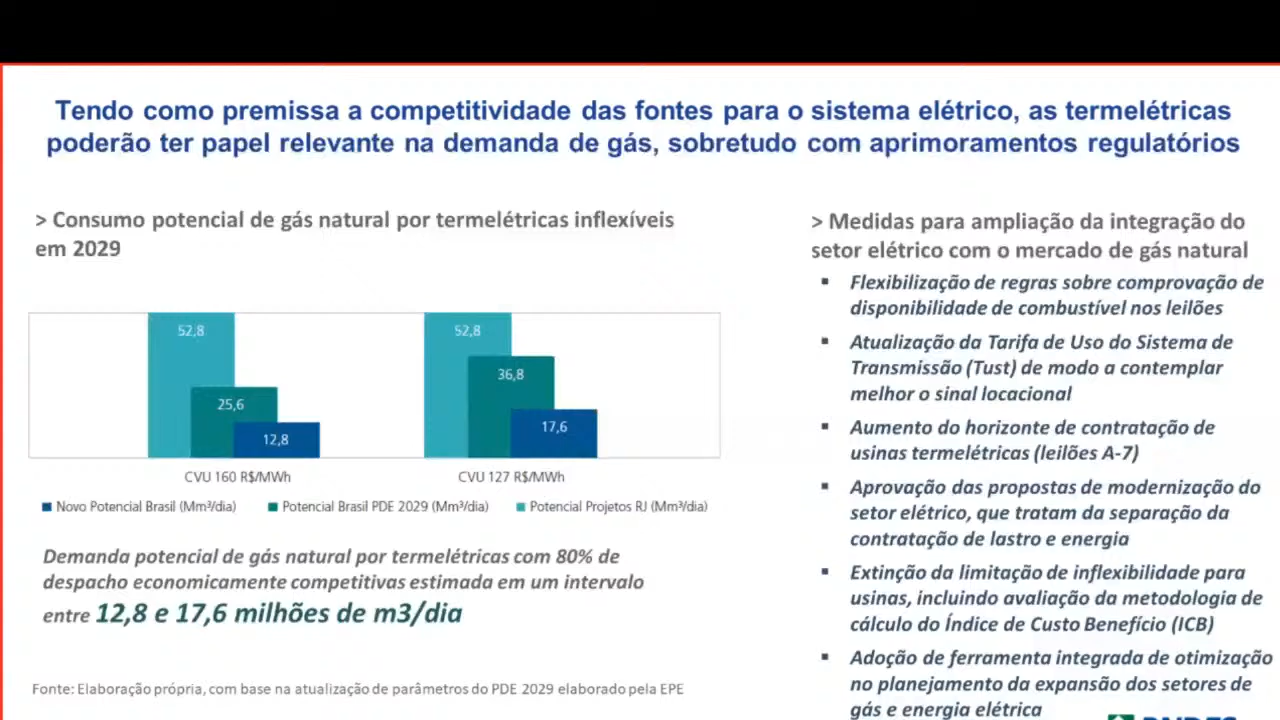 Tendo como premissa a competitividade das fontes para o sistema elétrico, as termelétricas
poderão ter papel relevante na demanda de gás, sobretudo com aprimoramentos regulatórios
> Consumo potencial de gás natural por termelétricas inflexíveis
em 2029
52,8
25,6
12,8
52,8
36,8
17,6
CVU 160 R$/MWh
CVU 127 R$/MWh
Novo Potencial Brasil (Mm³/dia)
Potencial Brasil PDE 2029 (Mm³/dia)
Potencial Projetos RJ (Mm³/dia)
Demanda potencial de gás natural por termelétricas com 80% de
despacho economicamente competitivas estimada em um intervalo
entre 12,8 e 17,6 milhões de m3/dia
Fonte: Elaboração própria, com base na atualização de parâmetros do PDE 2029 elaborado pela EPE
> Medidas para ampliação da integração do
setor elétrico com o mercado de gás natural
▪ Flexibilização de regras sobre comprovação de
disponibilidade de combustível nos leilões
▪ Atualização da Tarifa de Uso do Sistema de
Transmissão (Tust) de modo a contemplar
melhor o sinal locacional
▪ Aumento do horizonte de contratação de
usinas termelétricas (leilões A-7)
▪ Aprovação das propostas de modernização do
setor elétrico, que tratam da separação da
contratação de lastro e energia
▪ Extinção da limitação de inflexibilidade para
usinas, incluindo avaliação da metodologia de
cálculo do Índice de Custo Benefício (ICB)
▪ Adoção de ferramenta integrada de otimização
no planejamento da expansão dos setores de
gás e energia elétrica